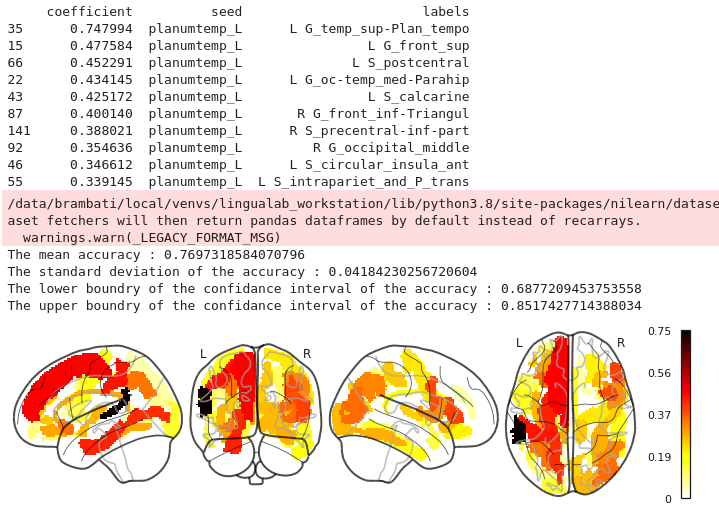 coefficient seed labels
35 0.747994 planumtemp_L L G_temp_sup-Plan_tempo
15 0.477584 planumtemp_L L G_front_sup
66 0.452291 planumtemp_L L S_postcentral
22 0.434145 planumtemp_L L G_oc-temp_med-Parahip
43 0.425172 planumtemp_L L S_calcarine
87 0.400140 planumtemp_L R G_front_inf-Triangul
141 0.388021 planumtemp_L R S_precentral-inf-part
92 0.354636 planumtemp_L R G_occipital_middle
46 0.346612 planumtemp_L L S_circular_insula_ant
55 0.339145 planumtemp_L L S_intrapariet_and_P_trans
/data/brambati/local/venvs/lingualab_workstation/lib/python3.8/site-packages/nilearn/datase
aset fetchers will then return pandas dataframes by default instead of recarrays.
warnings.warn(_LEGACY_FORMAT_MSG)
The mean accuracy : 0.7697318584070796
The standard deviation of the accuracy : 0.04184230256720604
The lower boundry of the confidance interval of the accuracy : 0.6877209453753558
The upper boundry of the confidance interval of the accuracy : 0.8517427714388034
L R L R
0.75
0.56
0.37
0.19
0